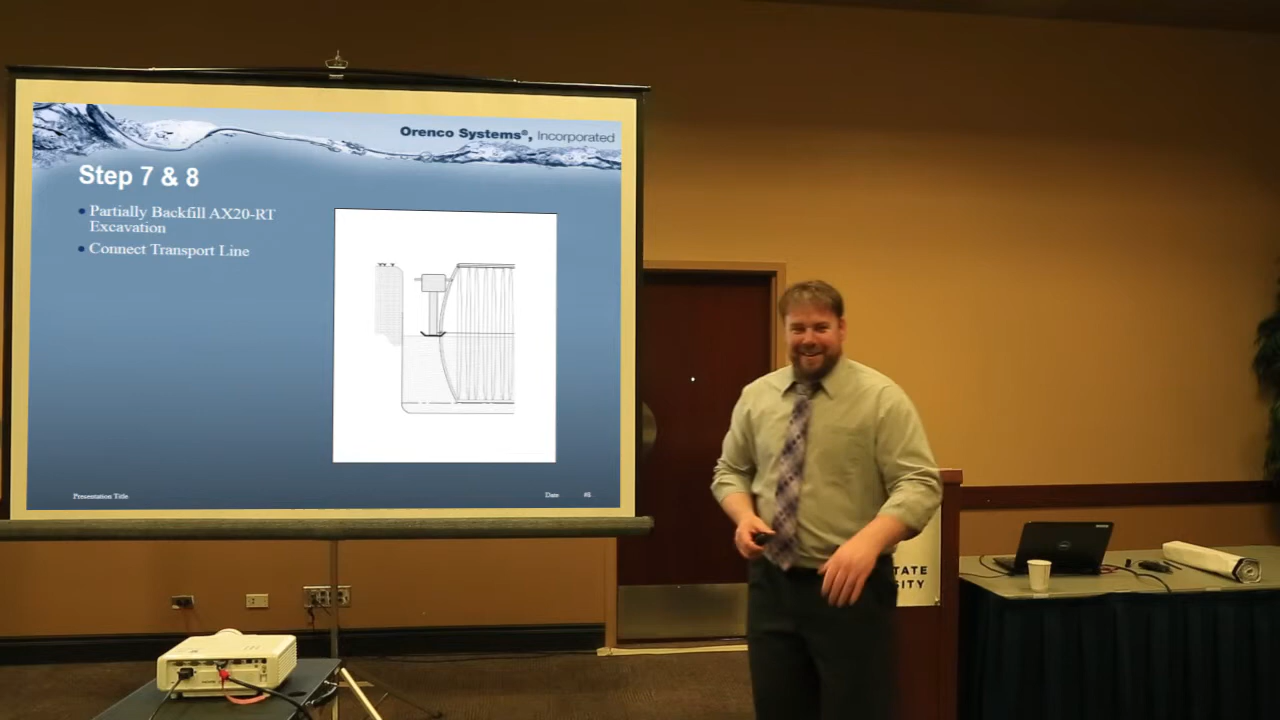 Orenco Systems®, Incorporated
Step 7 & 8
• Partially Backfill AX20-RT
Excavation
• Connect Transport Line
Presentation Title
Date
TATE
SITY